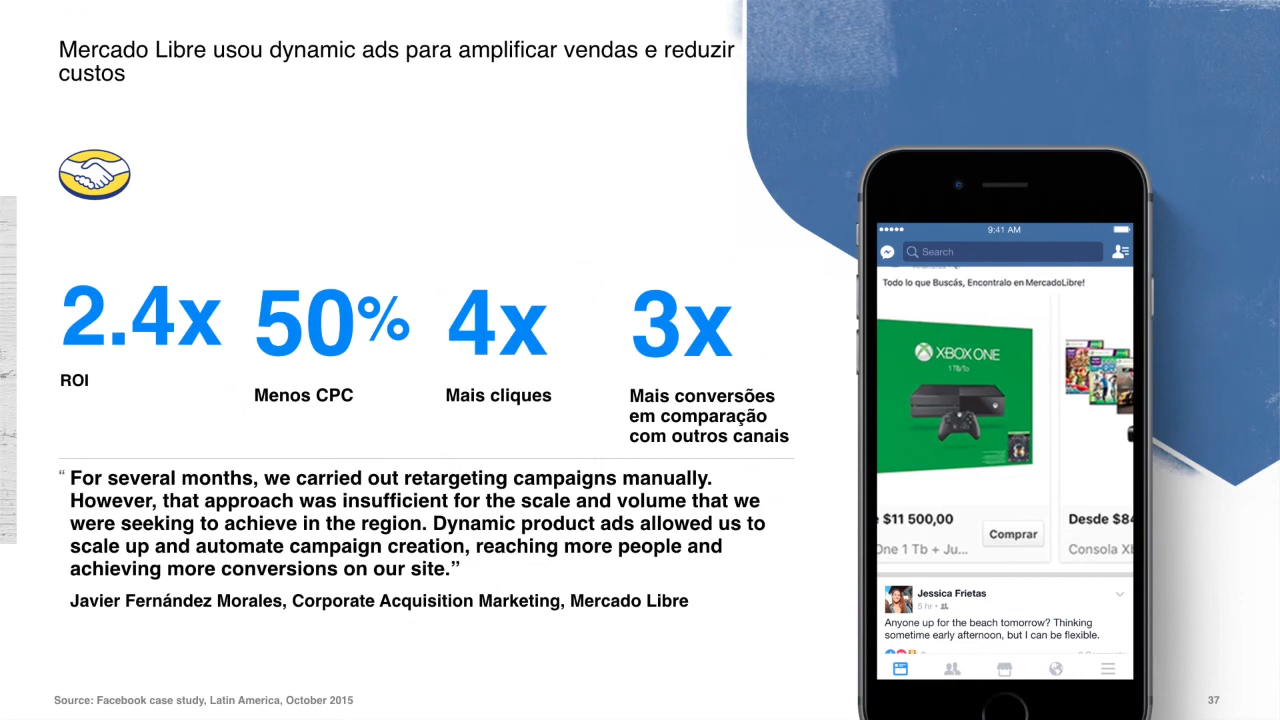 Mercado Libre usou dynamic ads para amplificar vendas e reduzir
custos
2.4x
ROI
50%
Menos CPC
4x
Mais cliques
3x
Mais conversões
em comparação
com outros canais
“ For several months, we carried out retargeting campaigns manually.
However, that approach was insufficient for the scale and volume that we
were seeking to achieve in the region. Dynamic product ads allowed us to
scale up and automate campaign creation, reaching more people and
achieving more conversions on our site.”
Javier Fernández Morales, Corporate Acquisition Marketing, Mercado Libre
Source: Facebook case study, Latin America, October 2015
37
9:41 AM
Search
Todo lo que Buscás, Encontralo en MercadoLibre!
XBOX ONE
1TB/To
$11 500,00
One 1 Tb + Ju...
Comprar
Desde $84
Consola XI
Jessica Frietas
5 hr
Anyone up for the beach tomorrow? Thinking
sometime early afternoon, but I can be flexible.